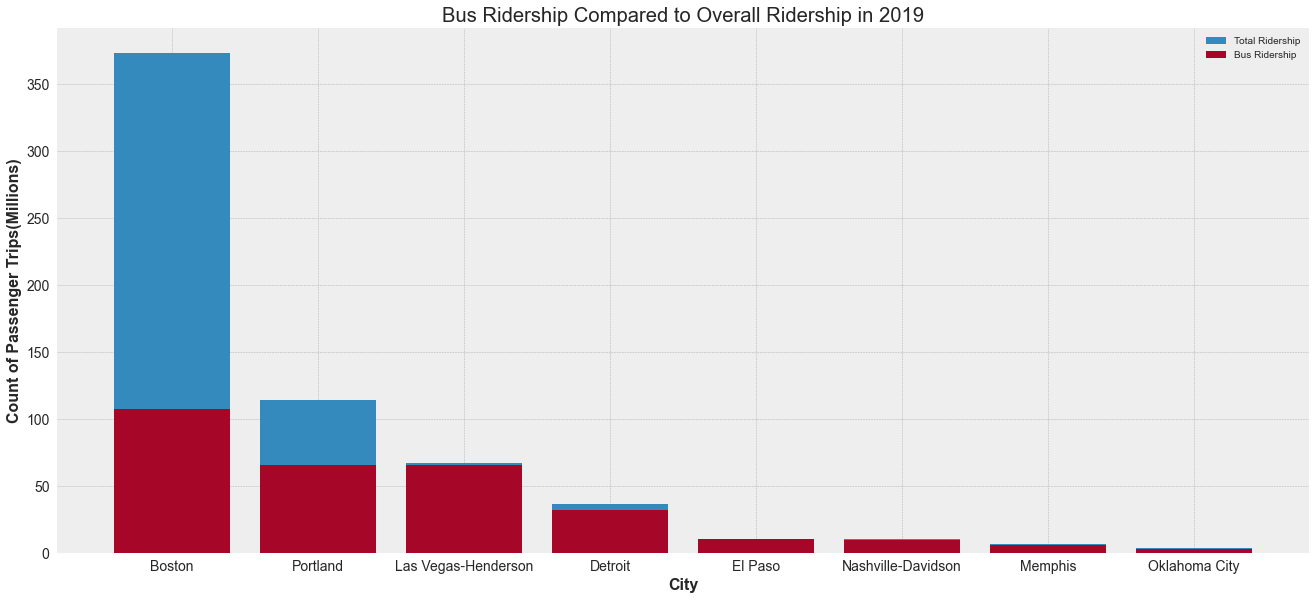 Bus Ridership Compared to Overall Ridership in 2019
Total Ridership
Bus Ridership
Count of Passenger Trips(Millions)
350
300
250
200
150
100
50
0
Boston
Portland
Las Vegas-Henderson
Detroit
El Paso
Nashville-Davidson
Memphis
Oklahoma City
City